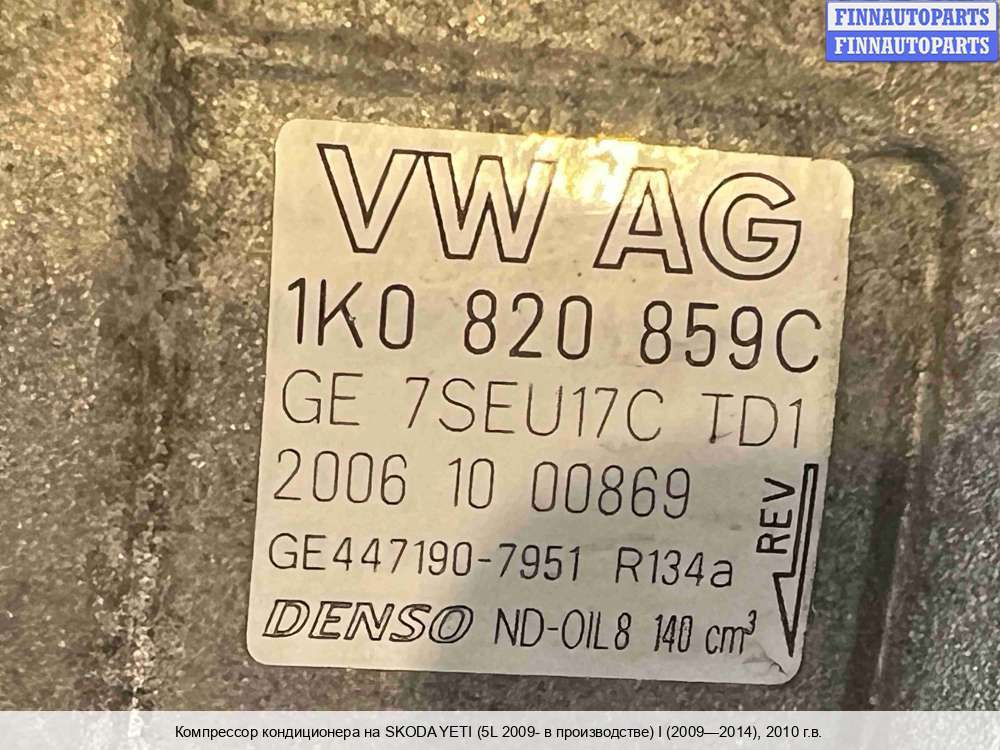 FINNAUTOPARTS
FINNAUTOPARTS
VW AG
1K0 820 859C
GE 7SEU17C TD1
2006 10 00869
REV
GE447190-7951 R134a
DENSO ND-OIL8 140 cm³
Компрессор кондиционера на SKODA YETI (5L 2009- в производстве) I (2009—2014), 2010 г.в.